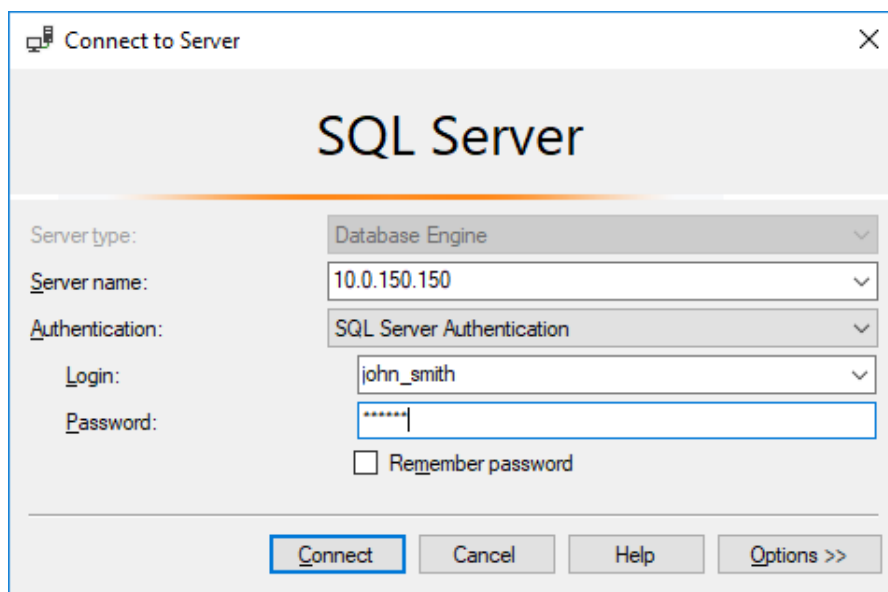 Connect to Server
SQL Server
Server type: Database Engine
Server name: 10.0.150.150
Authentication: SQL Server Authentication
Login: john_smith
Password: ******
Remember password
Connect Cancel Help Options >>